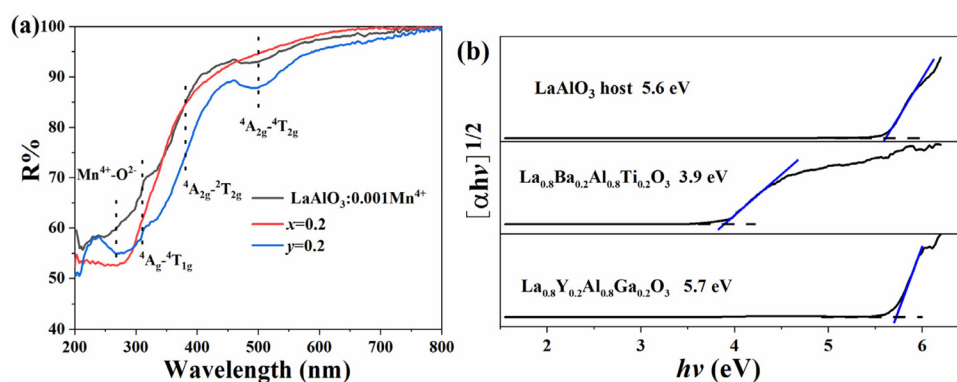 (a)
100
90
80
70
60
50
40
R%
Mn⁴⁺-O²⁻
⁴A₂g-⁴T₂g
⁴A₂g-²T₂g
⁴Ag-⁴T₁g
LaAlO₃:0.001Mn⁴⁺
x=0.2
y=0.2
200 300 400 500 600 700 800
Wavelength (nm)
(b)
[αhν]¹/²
LaAlO₃ host 5.6 eV
La₀.₈Ba₀.₂Al₀.₈Ti₀.₂O₃ 3.9 eV
La₀.₈Y₀.₂Al₀.₈Ga₀.₂O₃ 5.7 eV
2 3 4 5 6
hν (eV)